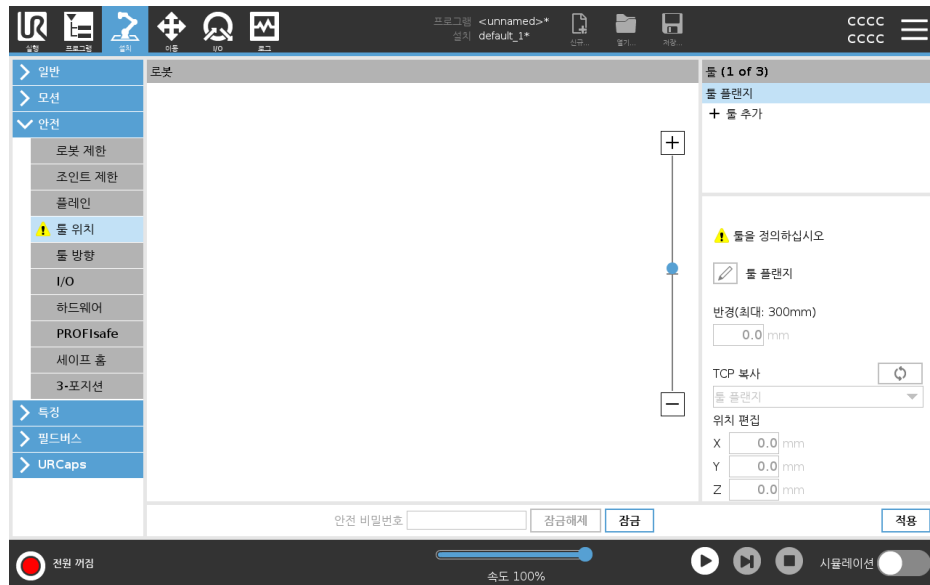 프로그램 <unnamed>*
설치 default_1*
실행
프로그램
설치
이동
I/O
로그
신규...
열기...
저장...
cccc
cccc
일반
모션
안전
로봇 제한
조인트 제한
플레인
툴 위치
툴 방향
I/O
하드웨어
PROFIsafe
세이프 홈
3-포지션
특징
필드버스
URCaps
로봇
툴 (1 of 3)
툴 플랜지
+ 툴 추가
툴을 정의하십시오
툴 플랜지
반경(최대: 300mm)
0.0 mm
TCP 복사
툴 플랜지
위치 편집
X 0.0 mm
Y 0.0 mm
Z 0.0 mm
안전 비밀번호 잠금해제 잠금 적용
전원 꺼짐
속도 100%
시뮬레이션